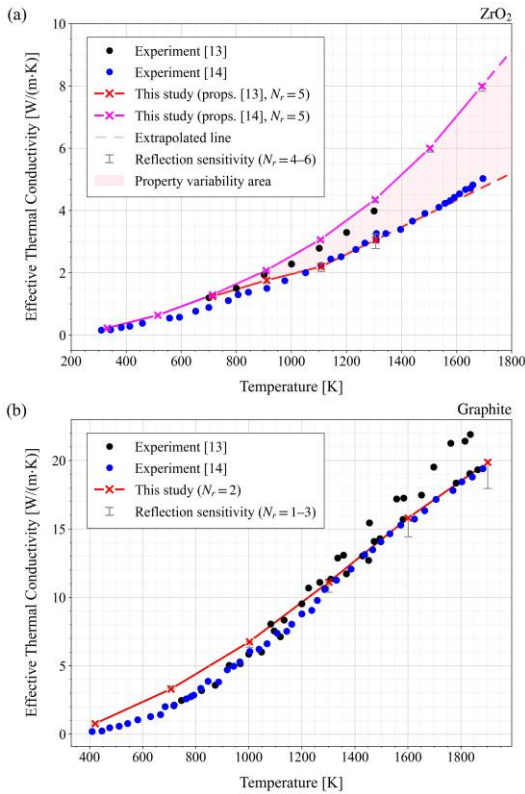 (a)
ZrO₂
Effective Thermal Conductivity [W/(m·K)]
10
8
6
4
2
0
Experiment [13]
Experiment [14]
This study (props. [13], Nᵣ = 5)
This study (props. [14], Nᵣ = 5)
Extrapolated line
Reflection sensitivity (Nᵣ = 4–6)
Property variability area
200 400 600 800 1000 1200 1400 1600 1800
Temperature [K]
(b)
Graphite
Effective Thermal Conductivity [W/(m·K)]
20
15
10
5
0
Experiment [13]
Experiment [14]
This study (Nᵣ = 2)
Reflection sensitivity (Nᵣ = 1–3)
400 600 800 1000 1200 1400 1600 1800
Temperature [K]